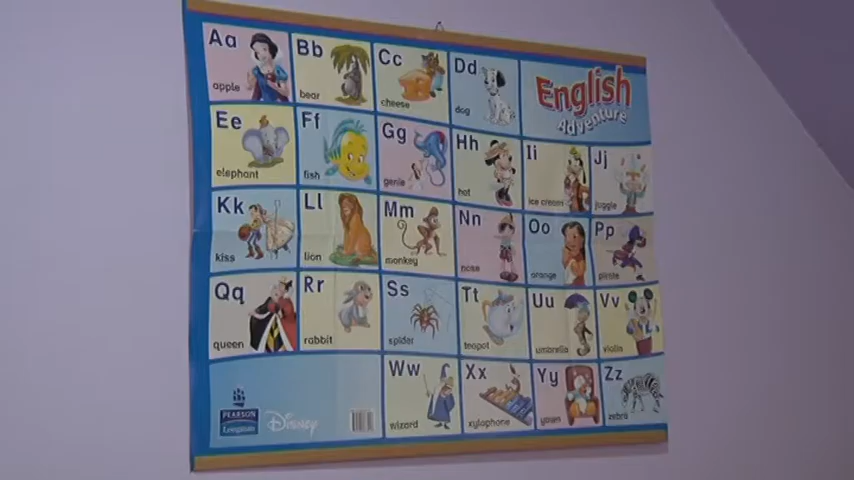 Aa
apple
Bb
bear
Cc
cheese
Dd
dog
English
Adventure
Ee
elephant
Ff
fish
Gg
genie
Hh
hat
Ii
ice cream
Jj
juggle
Kk
kiss
Ll
lion
Mm
monkey
Nn
nose
Oo
orange
Pp
pirate
Qq
queen
Rr
rabbit
Ss
spider
Tt
teapot
Uu
umbrella
Vv
violin
PEARSON
Longman
Disney
Ww
wizard
Xx
xylophone
Yy
yawn
Zz
zebra